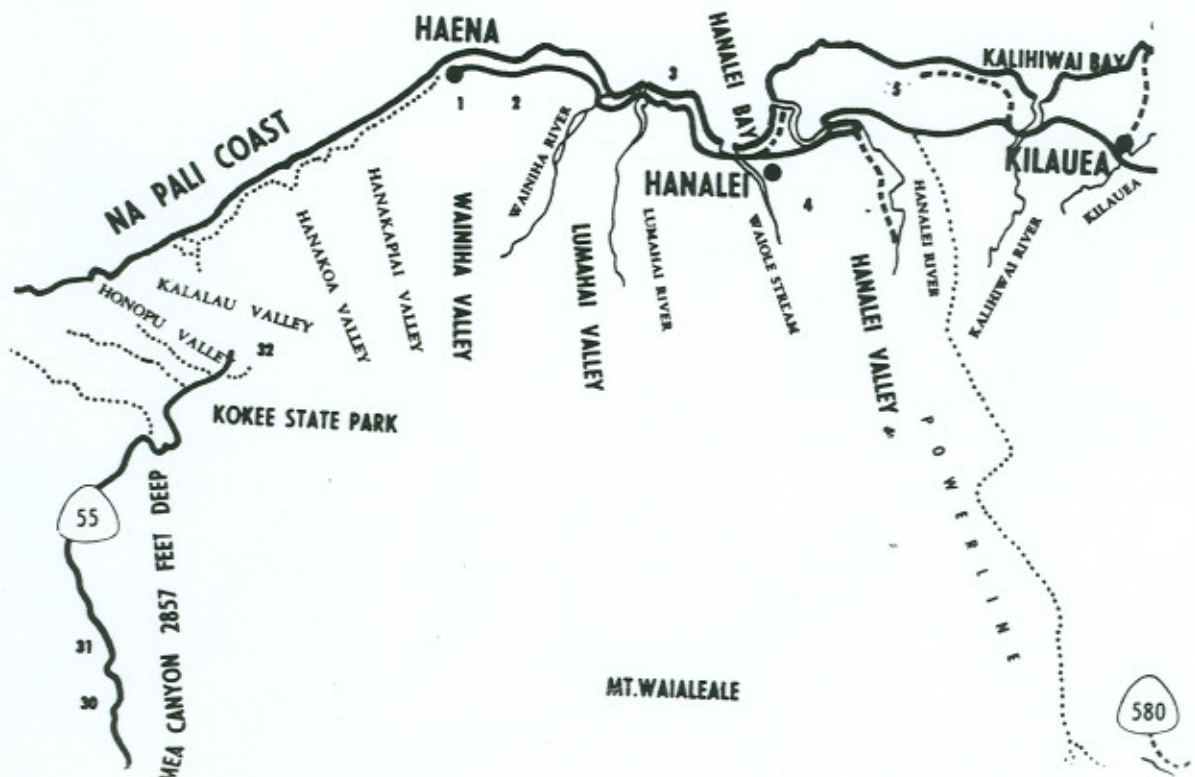 HAENA
HANALEI BAY
KALIHIWAI BAY
3
5
1
2
NA PALI COAST
WAINIHA RIVER
HANALEI
KILAUEA
4
KILAUEA
HANAKAPIAI VALLEY
WAINIHA VALLEY
LUMAHAI VALLEY
LUMAHAI RIVER
WAIOLE STREAM
HANALEI RIVER
KALIHIWAI RIVER
HANAKOA VALLEY
HANALEI VALLEY
KALALAU VALLEY
HONOPU VALLEY
32
KOKEE STATE PARK
POWERLINE
55
MEA CANYON 2857 FEET DEEP
31
30
MT.WAIALEALE
580